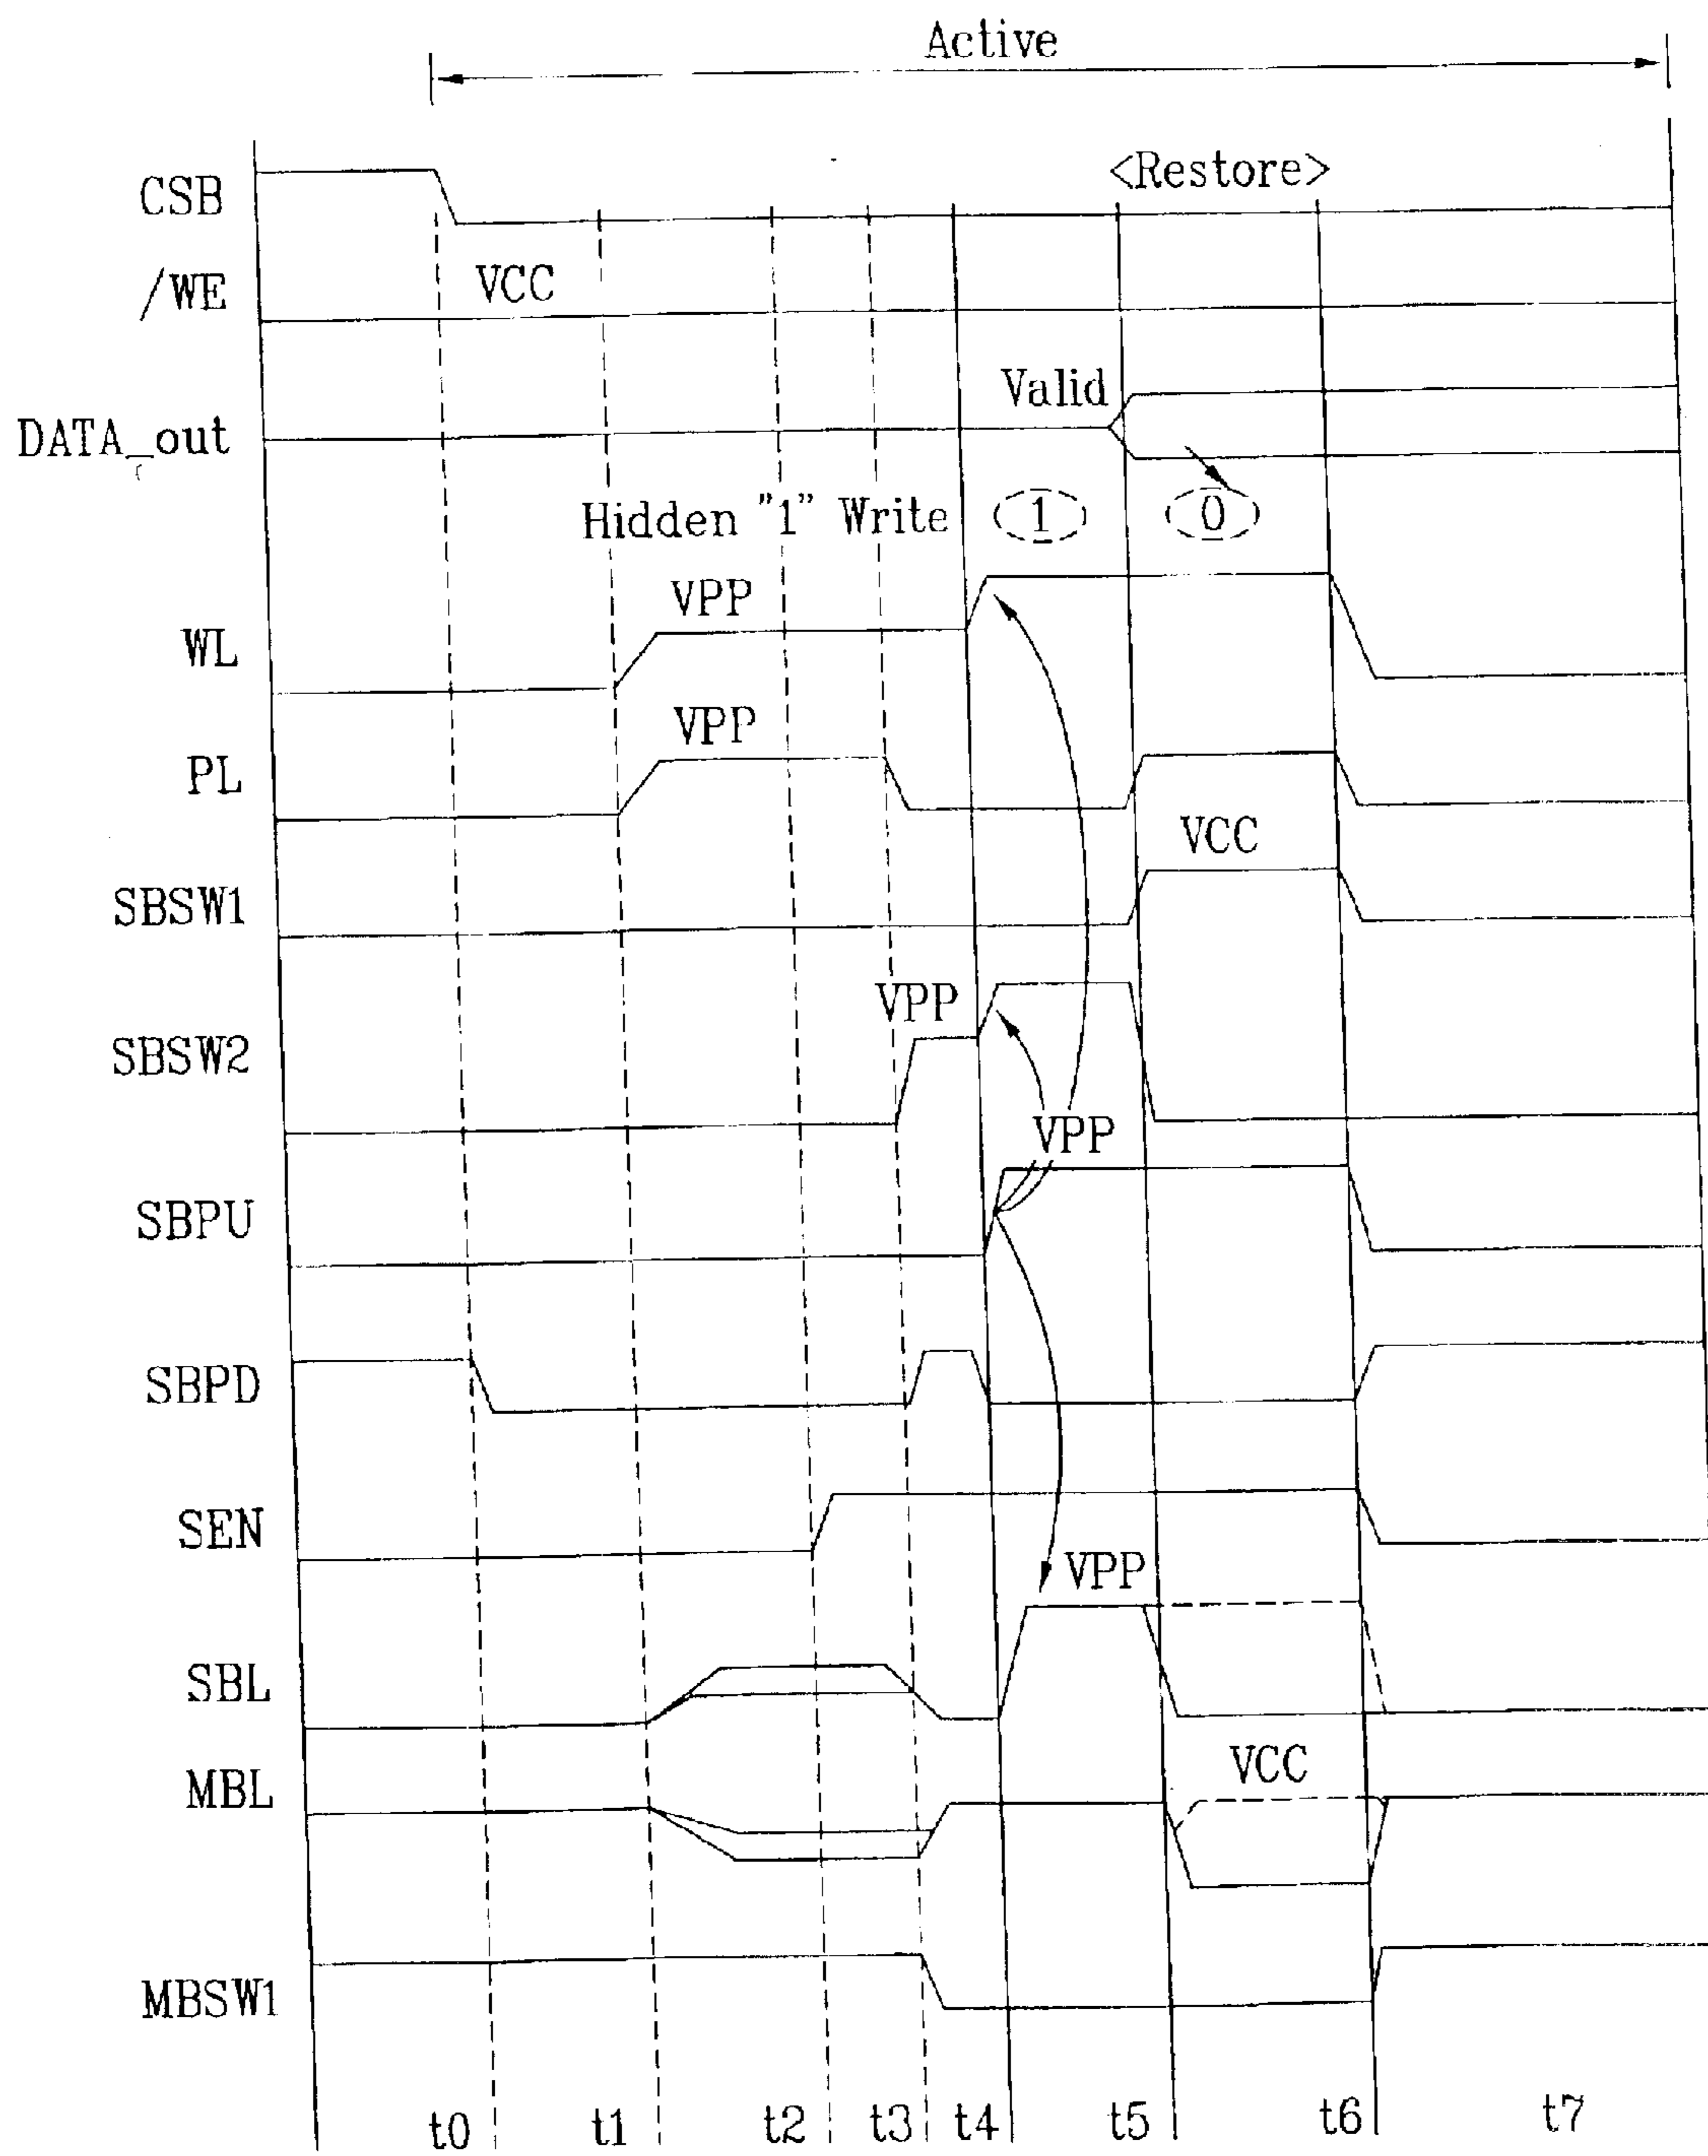 Active
<Restore>
CSB
/WE VCC
Valid
DATA_out
Hidden "1" Write 1 0
VPP
WL
VPP
PL
VCC
SBSW1
VPP
SBSW2
VPP
SBPU
SBPD
SEN
VPP
SBL
VCC
MBL
MBSW1
t0 t1 t2 t3 t4 t5 t6 t7